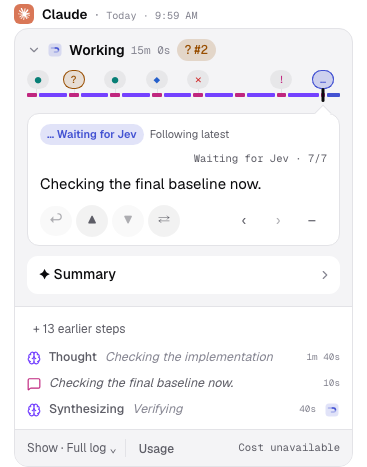 Claude · Today · 9:59 AM
Working 15m 0s ? #2
?
!
…
… Waiting for Jev Following latest
Waiting for Jev · 7/7
Checking the final baseline now.
Summary
+ 13 earlier steps
Thought Checking the implementation 1m 40s
Checking the final baseline now. 10s
Synthesizing Verifying 40s
Show · Full log Usage Cost unavailable